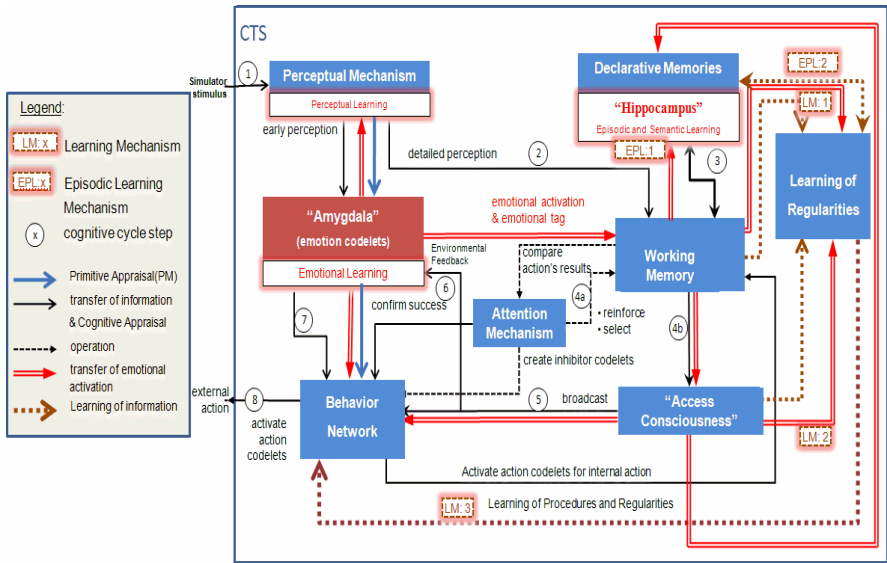 CTS
1
Simulator
stimulus
Perceptual Mechanism
Perceptual Learning
early perception
detailed perception
2
Declarative Memories
"Hippocampus"
Episodic and Semantic Learning
EPL:1
EPL:2
LM: 1
3
Learning of
Regularities
Legend:
LM: x
Learning Mechanism
EPL:x
Episodic Learning
Mechanism
x
cognitive cycle step
Primitive Appraisal(PM)
transfer of information
& Cognitive Appraisal
operation
transfer of emotional
activation
Learning of information
"Amygdala"
(emotion codelets)
Emotional Learning
emotional activation
& emotional tag
Environmental
Feedback
6
compare
action's results
Working
Memory
4a
• reinforce
• select
4b
7
confirm success
Attention
Mechanism
create inhibitor codelets
external
action
8
activate
action
codelets
Behavior
Network
5
broadcast
"Access
Consciousness"
LM: 2
Activate action codelets for internal action
LM: 3
Learning of Procedures and Regularities